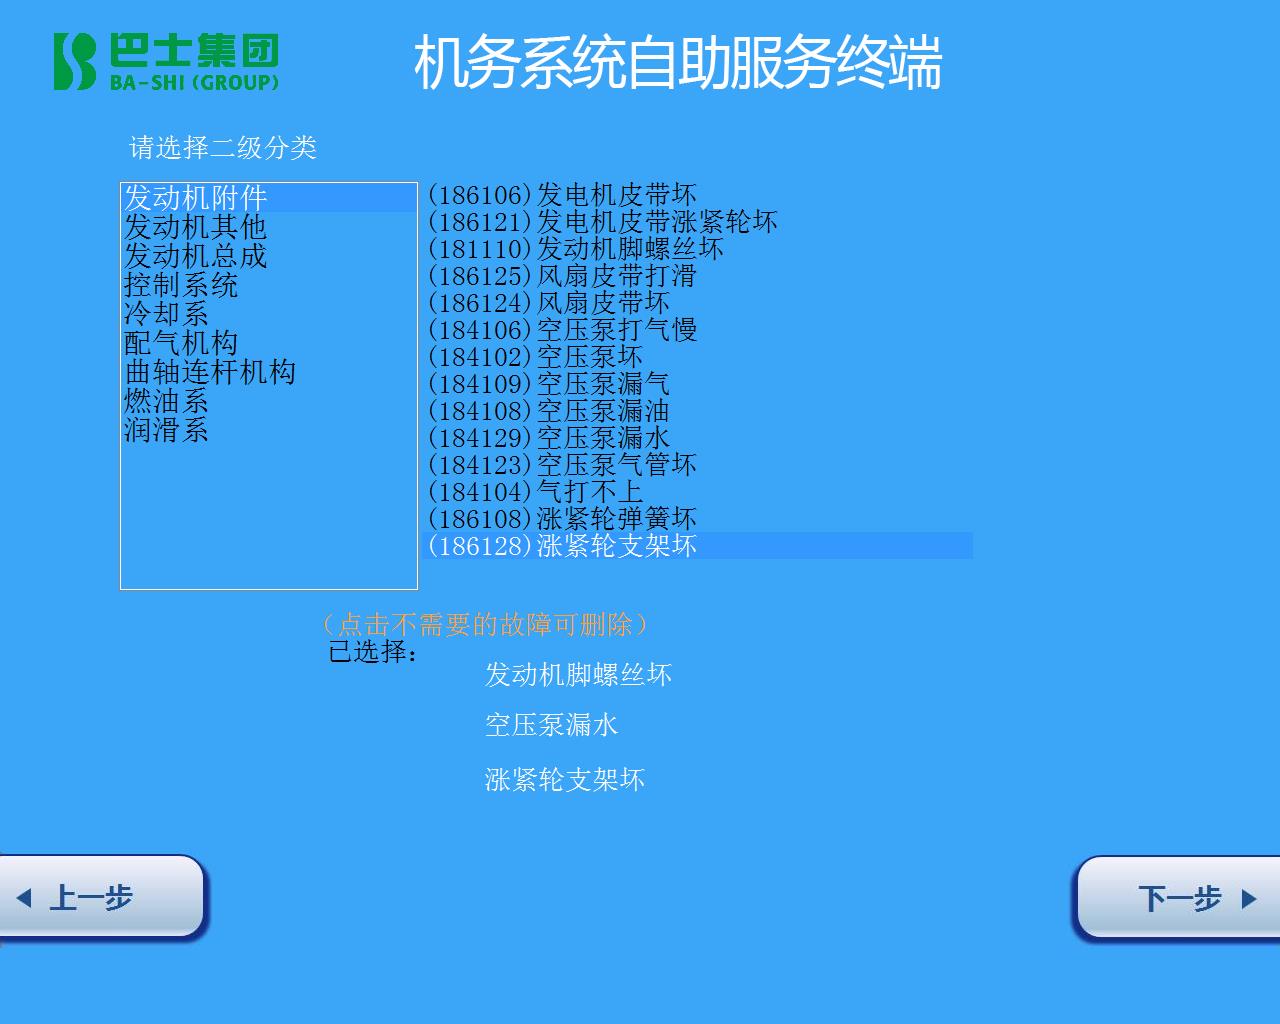 巴士集团
BA-SHI (GROUP)
机务系统自助服务终端
请选择二级分类
发动机附件
发动机其他
发动机总成
控制系统
冷却系
配气机构
曲轴连杆机构
燃油系
润滑系
(186106)发电机皮带坏
(186121)发电机皮带涨紧轮坏
(181110)发动机脚螺丝坏
(186125)风扇皮带打滑
(186124)风扇皮带坏
(184106)空压泵打气慢
(184102)空压泵坏
(184109)空压泵漏气
(184108)空压泵漏油
(184129)空压泵漏水
(184123)空压泵气管坏
(184104)气打不上
(186108)涨紧轮弹簧坏
(186128)涨紧轮支架坏
（点击不需要的故障可删除）
已选择：
发动机脚螺丝坏
空压泵漏水
涨紧轮支架坏
上一步
下一步